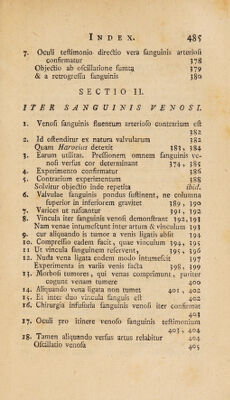 INDEX. 485
7. Oculi testimonio directio vera sanguinis arteriosi
confirmatur 378
Objectio ab oscillatione sumta 379
& a retrogressu sanguinis 380
SECTIO II.
ITER SANGUINIS VENOSI.
1. Venosi sanguinis fluentum arterioso contrarium est
382
2. Id ostenditur ex natura valvularum 382
Quam Harveius detexit 383, 384
3. Earum utilitas. Pressionem omnem sanguinis ve-
nosi versus cor determinant 374, 385
4. Experimento confirmatur 386
5. Contrarium experimentum 388
Solvitur objectio inde repetita ibid.
6. Valvulae sanguinis pondus sustinent, ne columna
superior in inferiorem gravitet 389, 390
7. Varices ut nascantur 391, 392
8. Vincula iter sanguinis venosi demonstrant 392, 393
Nam venae intumescunt inter artum & vinculum 393
9. cur aliquando is tumor a venis ligatis absit 394
10. Compressio eadem facit, quae vinculum 394, 395
11. Ut vincula sanguinem reservent, 395, 396
12. Nuda vena ligata eodem modo intumescit 397
Experimenta in variis venis facta 398, 399
13. Morbosi tumores, qui venas comprimunt, pariter
cogunt venam tumere 400
14. Aliquando vena ligata non tumet 401, 402
15. Et inter duo vincula sanguis est 402
16. Chirurgia infusoria sanguinis venosi iter confirmat
403
17. Oculi pro itinere venoso sanguinis testimonium
403, 404
18. Tamen aliquando versus artus relabitur 404
Oscillatio venosa 405